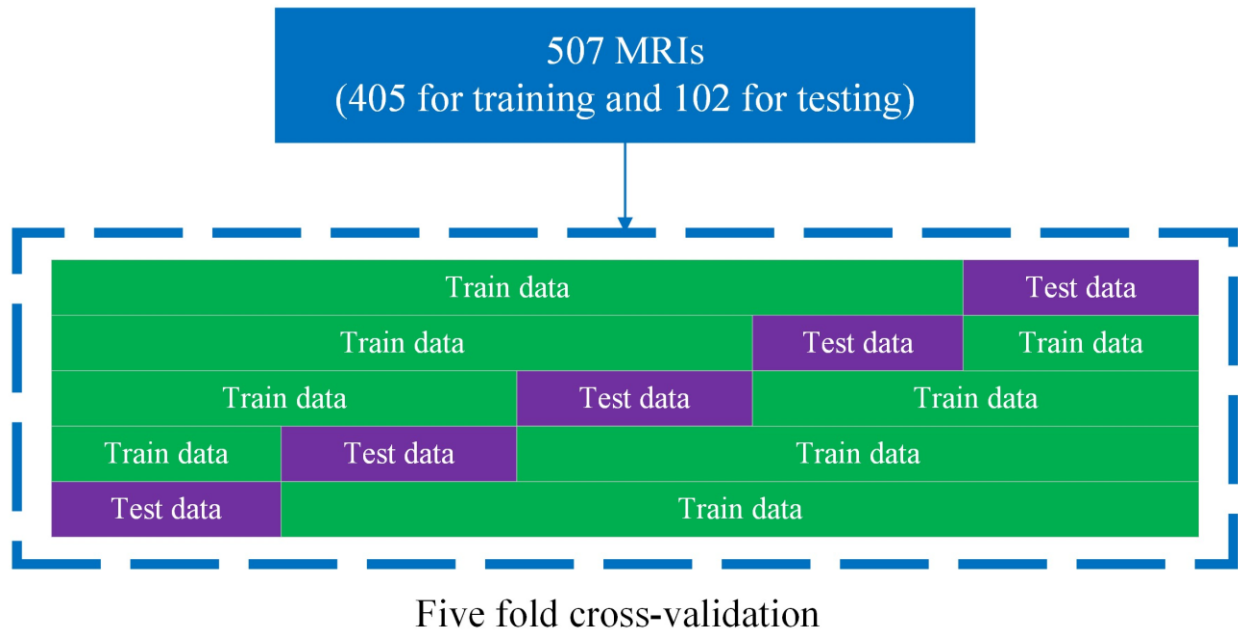 507 MRIs
(405 for training and 102 for testing)
Train data Test data
Train data Test data Train data
Train data Test data Train data
Train data Test data Train data
Test data Train data
Five fold cross-validation